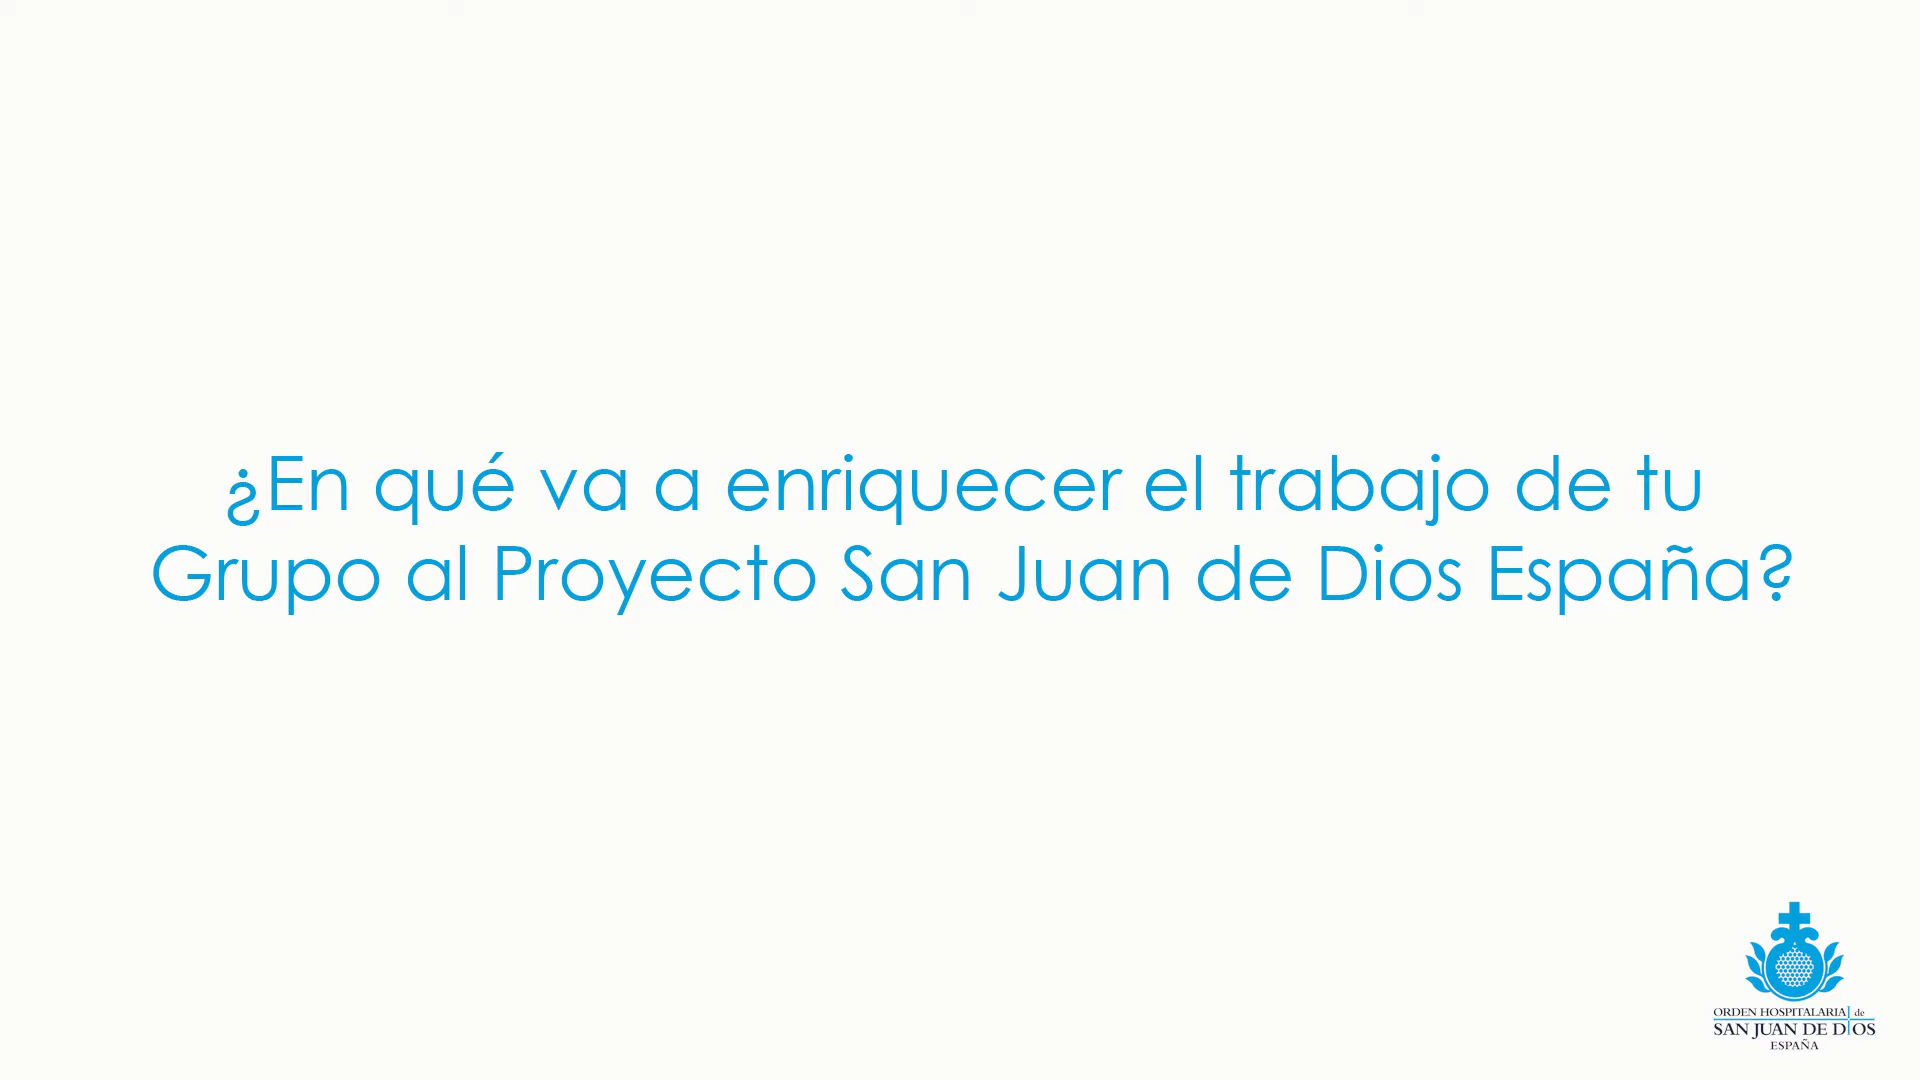 ¿En qué va a enriquecer el trabajo de tu
Grupo al Proyecto San Juan de Dios España?
ORDEN HOSPITALARIA de
SAN JUAN DE DIOS
ESPAÑA